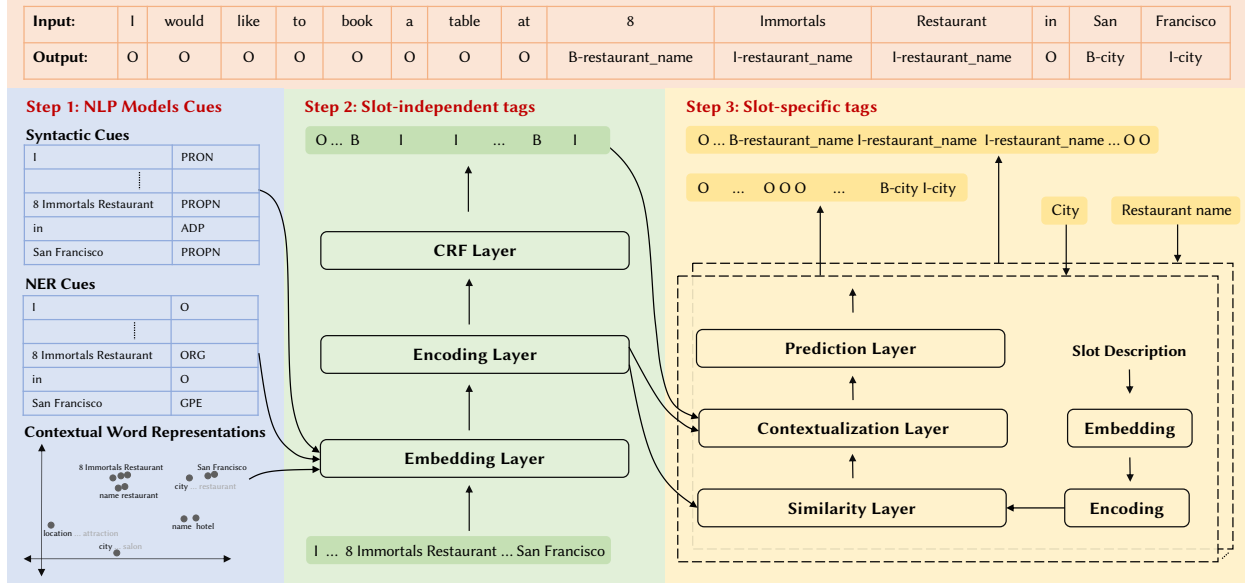 Input: I would like to book a table at 8 Immortals Restaurant in San Francisco
Output: O O O O O O O O B-restaurant_name I-restaurant_name I-restaurant_name O B-city I-city
Step 1: NLP Models Cues
Syntactic Cues
I PRON
8 Immortals Restaurant PROPN
in ADP
San Francisco PROPN
NER Cues
I O
8 Immortals Restaurant ORG
in O
San Francisco GPE
Contextual Word Representations
8 Immortals Restaurant
San Francisco
name restaurant
city ... restaurant
name hotel
location ... attraction
city ... salon
Step 2: Slot-independent tags
O ... B I I ... B I
CRF Layer
Encoding Layer
Embedding Layer
I ... 8 Immortals Restaurant ... San Francisco
Step 3: Slot-specific tags
O ... B-restaurant_name I-restaurant_name I-restaurant_name ... O O
O ... O O O ... B-city I-city
City
Restaurant name
Prediction Layer
Slot Description
Contextualization Layer
Embedding
Similarity Layer
Encoding